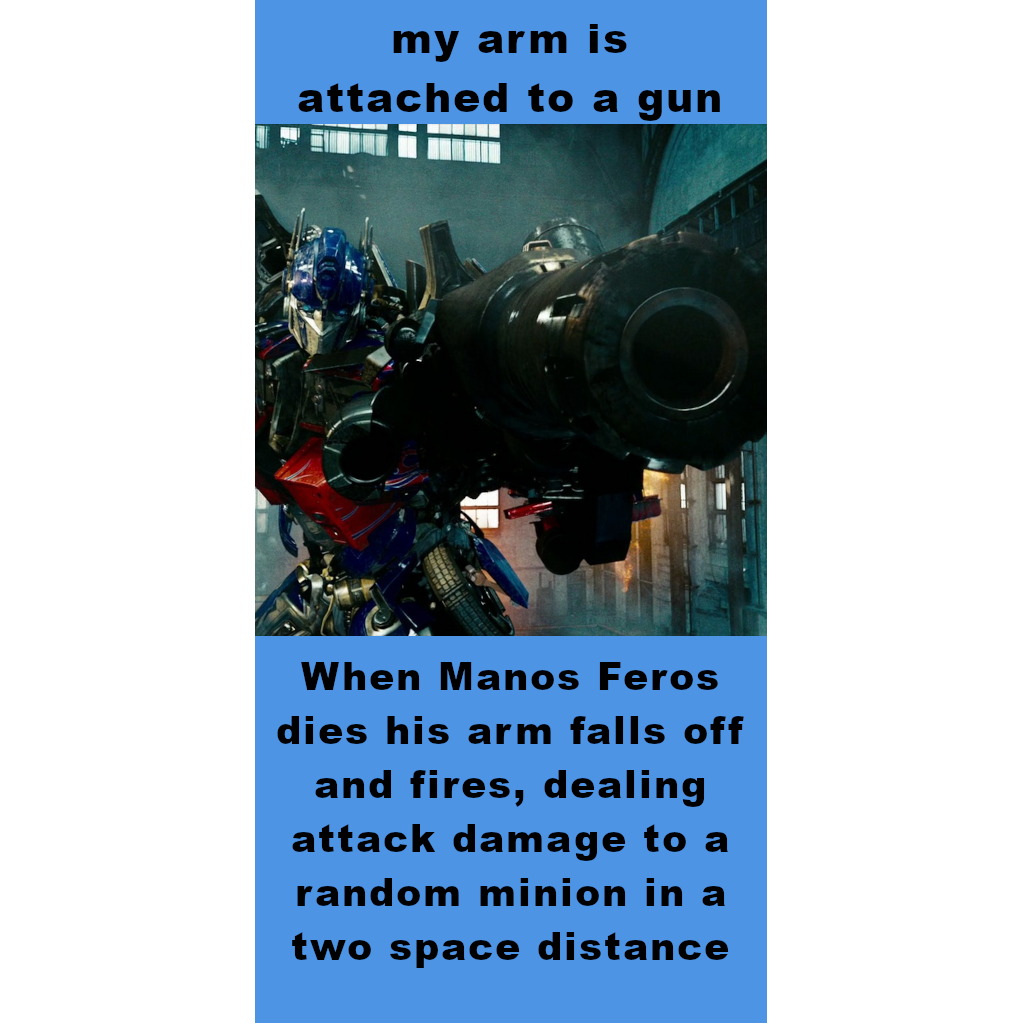 my arm is
attached to a gun
When Manos Feros
dies his arm falls off
and fires, dealing
attack damage to a
random minion in a
two space distance